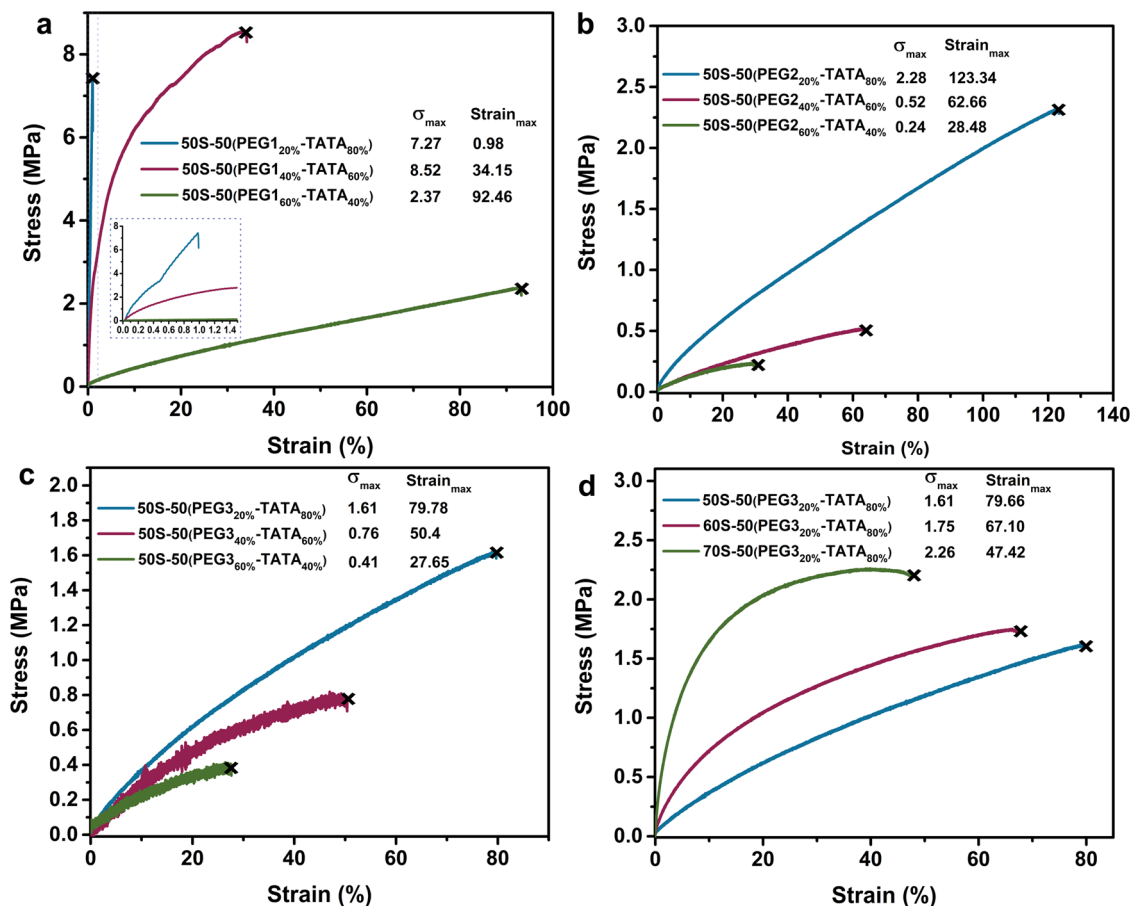 a
Stress (MPa)
8
6
4
2
0
σmax Strainmax
50S-50(PEG120%-TATA80%) 7.27 0.98
50S-50(PEG140%-TATA60%) 8.52 34.15
50S-50(PEG160%-TATA40%) 2.37 92.46
8
6
4
2
0
0.0 0.2 0.4 0.6 0.8 1.0 1.2 1.4
0 20 40 60 80 100
Strain (%)
b
Stress (MPa)
3.0
2.5
2.0
1.5
1.0
0.5
0.0
σmax Strainmax
50S-50(PEG220%-TATA80%) 2.28 123.34
50S-50(PEG240%-TATA60%) 0.52 62.66
50S-50(PEG260%-TATA40%) 0.24 28.48
0 20 40 60 80 100 120 140
Strain (%)
c
Stress (MPa)
2.0
1.8
1.6
1.4
1.2
1.0
0.8
0.6
0.4
0.2
0.0
σmax Strainmax
50S-50(PEG320%-TATA80%) 1.61 79.78
50S-50(PEG340%-TATA60%) 0.76 50.4
50S-50(PEG360%-TATA40%) 0.41 27.65
0 20 40 60 80
Strain (%)
d
Stress (MPa)
3.0
2.5
2.0
1.5
1.0
0.5
0.0
σmax Strainmax
50S-50(PEG320%-TATA80%) 1.61 79.66
60S-50(PEG320%-TATA80%) 1.75 67.10
70S-50(PEG320%-TATA80%) 2.26 47.42
0 20 40 60 80
Strain (%)